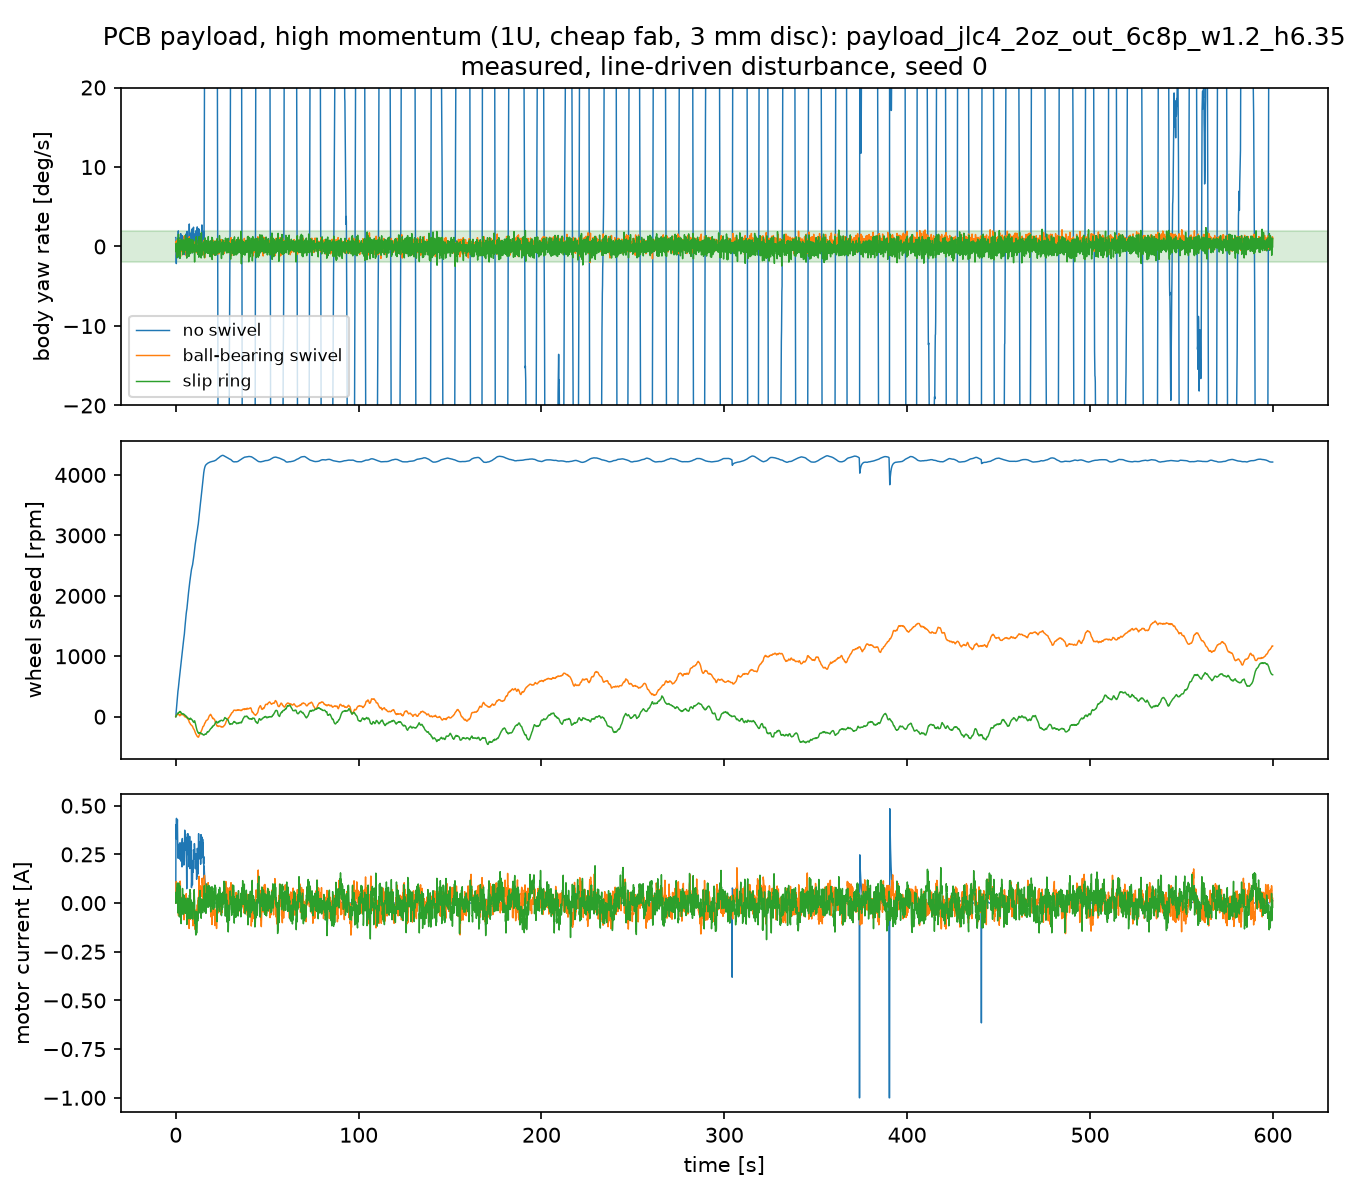 PCB payload, high momentum (1U, cheap fab, 3 mm disc): payload_jlc4_2oz_out_6c8p_w1.2_h6.35
measured, line-driven disturbance, seed 0
body yaw rate [deg/s]
20
10
0
−10
−20
no swivel
ball-bearing swivel
slip ring
wheel speed [rpm]
4000
3000
2000
1000
0
motor current [A]
0.50
0.25
0.00
−0.25
−0.50
−0.75
−1.00
0 100 200 300 400 500 600
time [s]